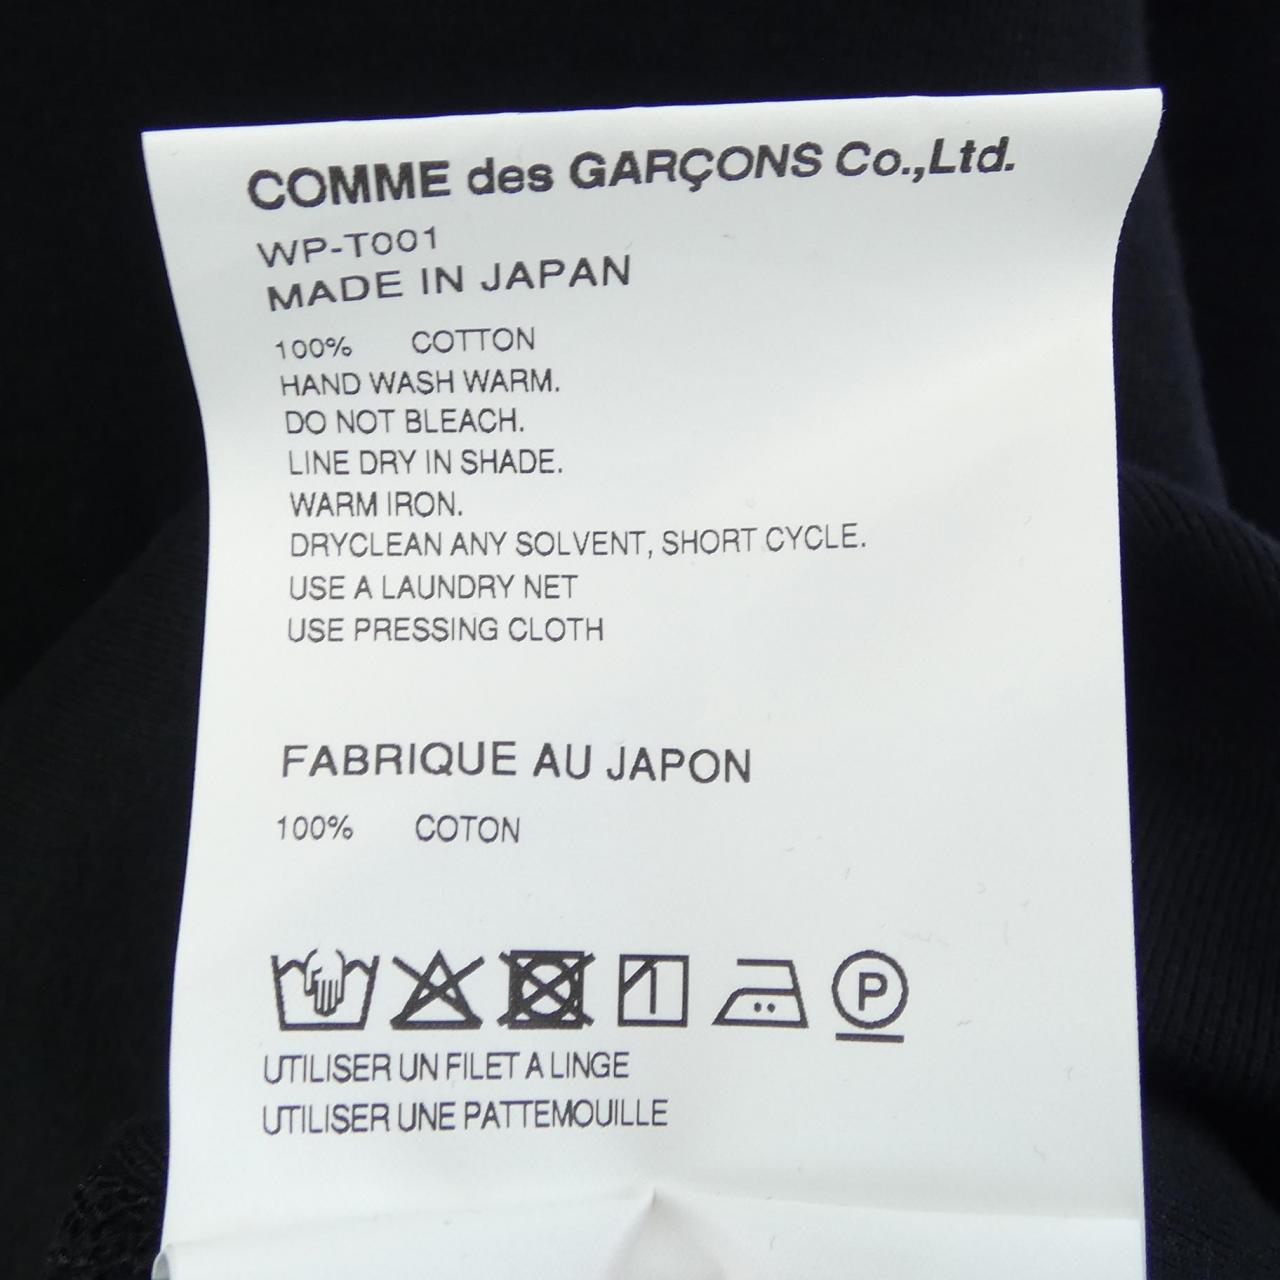 COMME des GARÇONS Co.,Ltd.
WP-T001
MADE IN JAPAN
100% COTTON
HAND WASH WARM.
DO NOT BLEACH.
LINE DRY IN SHADE.
WARM IRON.
DRYCLEAN ANY SOLVENT, SHORT CYCLE.
USE A LAUNDRY NET
USE PRESSING CLOTH
FABRIQUE AU JAPON
100% COTON
P
UTILISER UN FILET A LINGE
UTILISER UNE PATTEMOUILLE